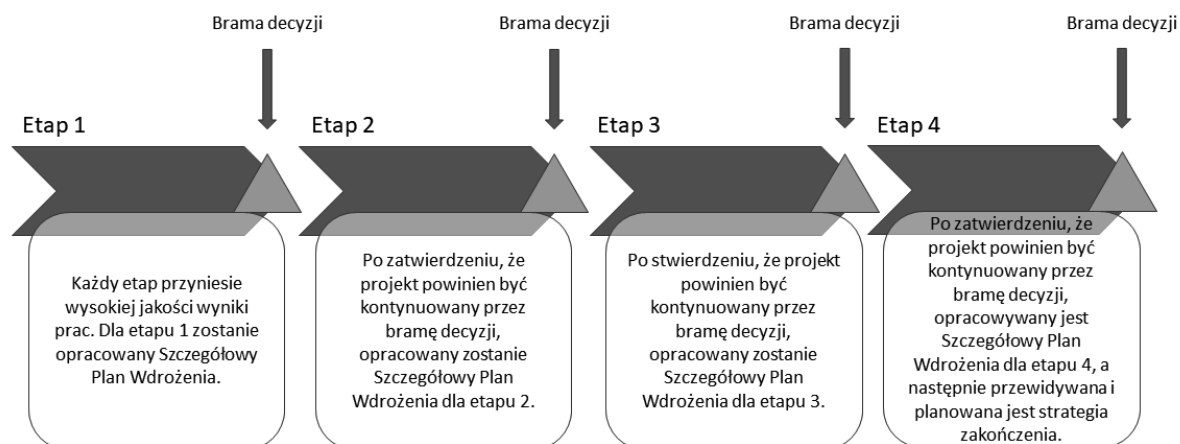 Brama decyzji
Brama decyzji
Brama decyzji
Brama decyzji
Etap 1
Etap 2
Etap 3
Etap 4
Każdy etap przyniesie
wysokiej jakości wyniki
prac. Dla etapu 1 zostanie
opracowany Szczegółowy
Plan Wdrożenia.
Po zatwierdzeniu, że
projekt powinien być
kontynuowany przez
bramę decyzji,
opracowany zostanie
Szczegółowy Plan
Wdrożenia dla etapu 2.
Po stwierdzeniu, że projekt
powinien być
kontynuowany przez
bramę decyzji,
opracowany zostanie
Szczegółowy Plan
Wdrożenia dla etapu 3.
Po zatwierdzeniu, że
projekt powinien być
kontynuowany przez
bramę decyzji,
opracowywany jest
Szczegółowy Plan
Wdrożenia dla etapu 4, a
następnie przewidywana i
planowana jest strategia
zakończenia.